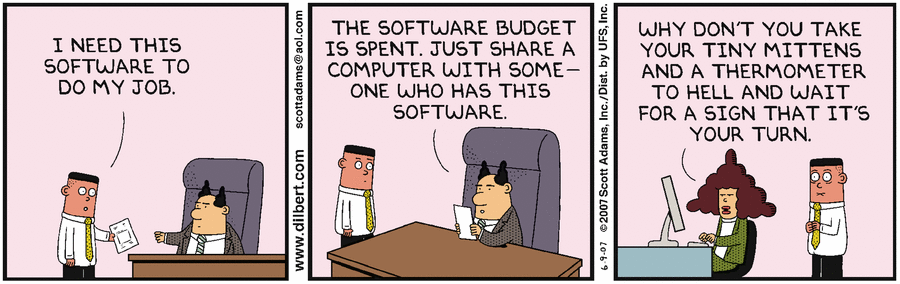 I NEED THIS
SOFTWARE TO
DO MY JOB.
www.dilbert.com scottadams@aol.com
THE SOFTWARE BUDGET
IS SPENT. JUST SHARE A
COMPUTER WITH SOME–
ONE WHO HAS THIS
SOFTWARE.
6-9-07 ©2007 Scott Adams, Inc./Dist. by UFS, Inc.
WHY DON'T YOU TAKE
YOUR TINY MITTENS
AND A THERMOMETER
TO HELL AND WAIT
FOR A SIGN THAT IT'S
YOUR TURN.